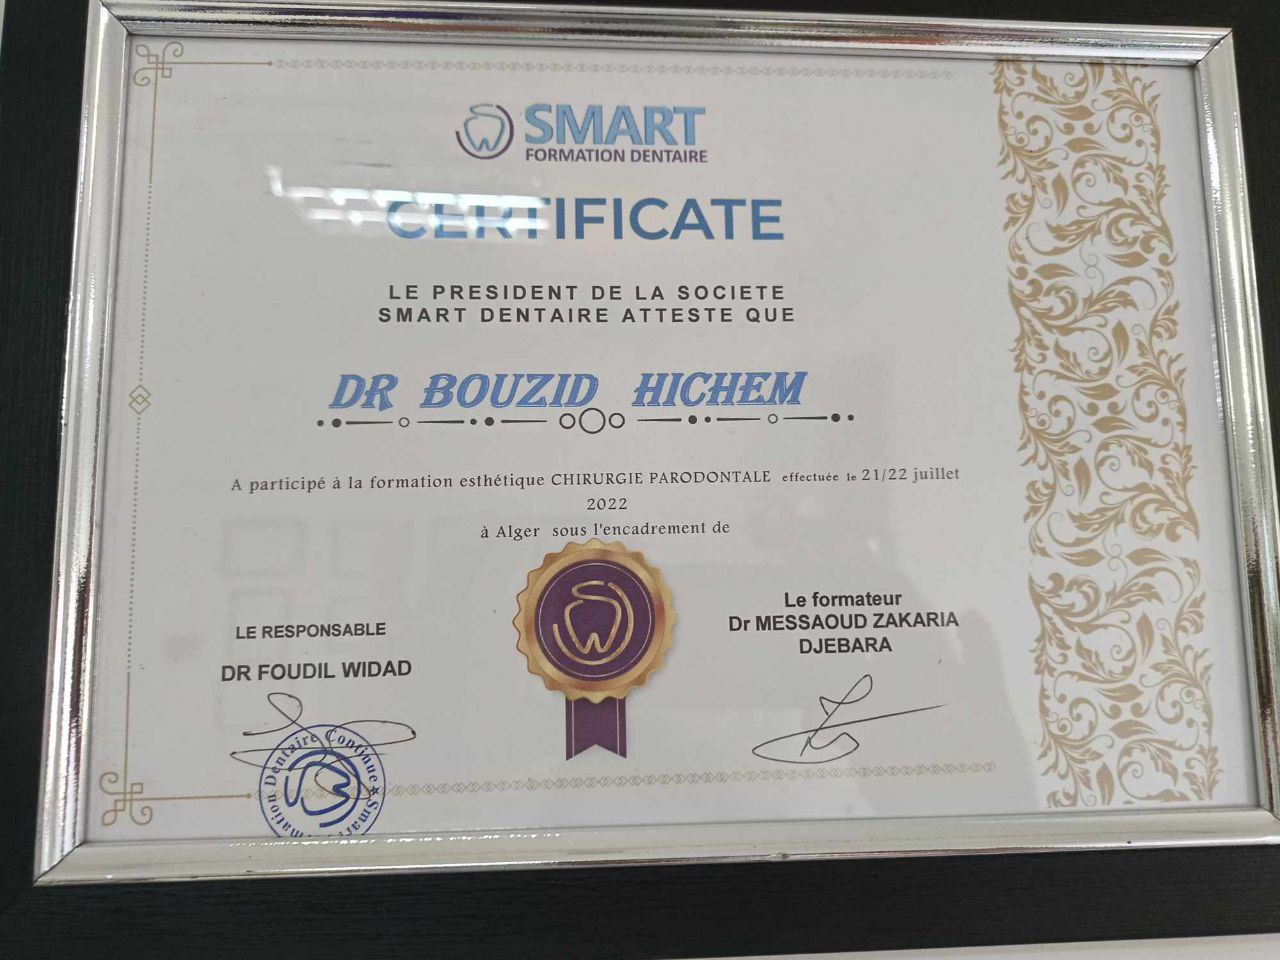 SMART
FORMATION DENTAIRE
CERTIFICATE
LE PRESIDENT DE LA SOCIETE
SMART DENTAIRE ATTESTE QUE
DR BOUZID HICHEM
A participé à la formation esthétique CHIRURGIE PARODONTALE effectuée le 21/22 juillet
2022
à Alger sous l'encadrement de
LE RESPONSABLE
DR FOUDIL WIDAD
Le formateur
Dr MESSAOUD ZAKARIA
DJEBARA
Dentaire Continue ★ Smart